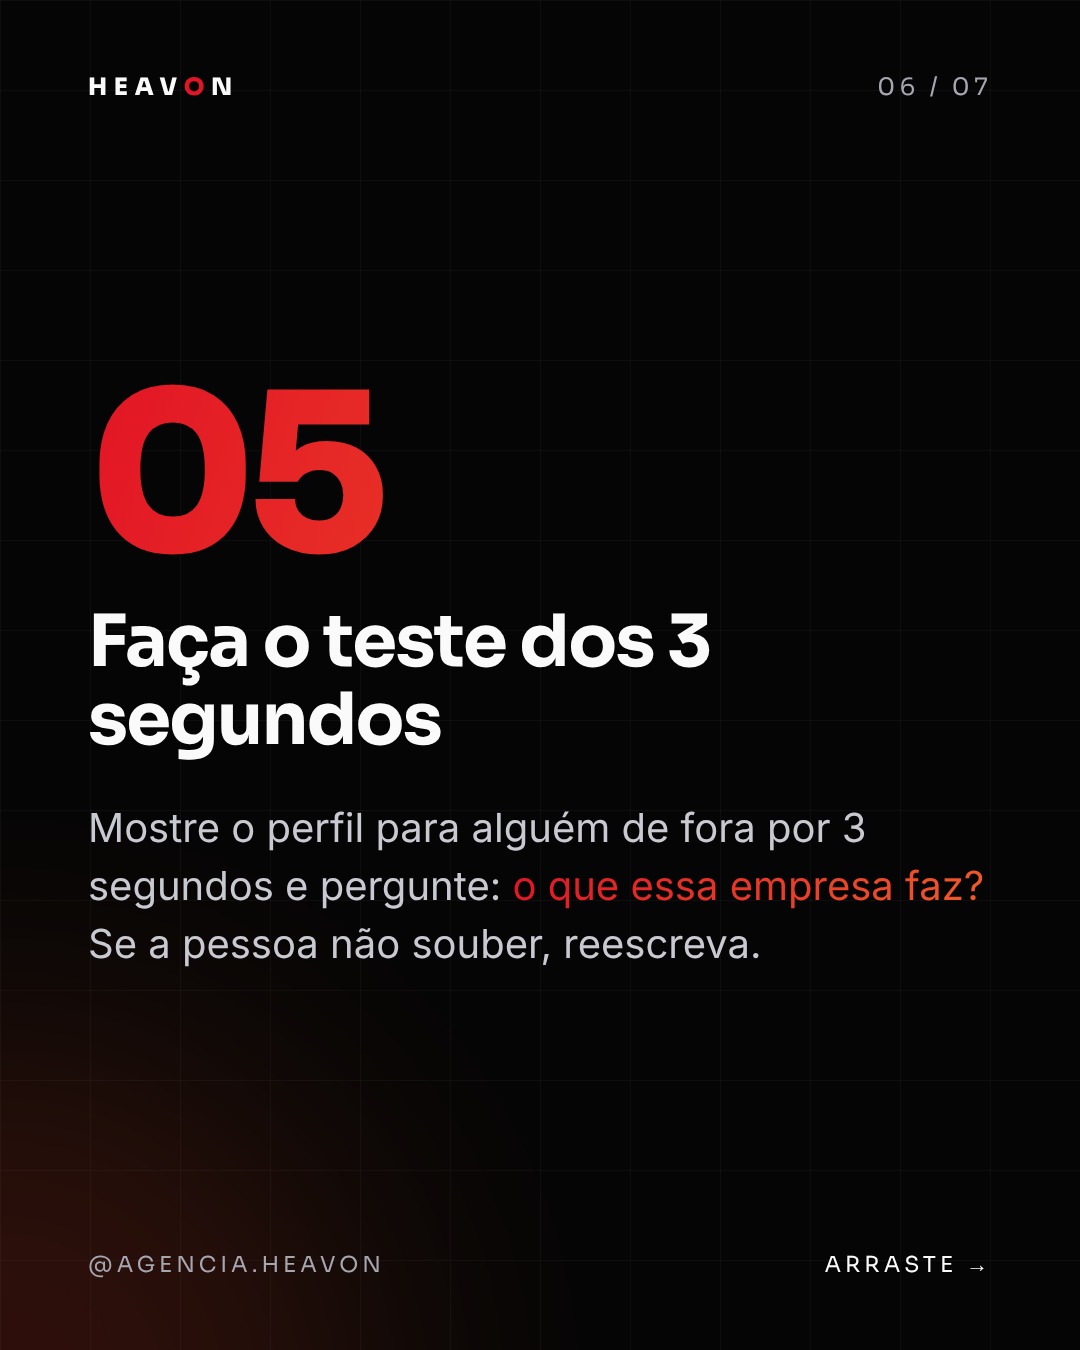 HEAVON
06 / 07
05
Faça o teste dos 3
segundos
Mostre o perfil para alguém de fora por 3
segundos e pergunte: o que essa empresa faz?
Se a pessoa não souber, reescreva.
@AGENCIA.HEAVON
ARRASTE →